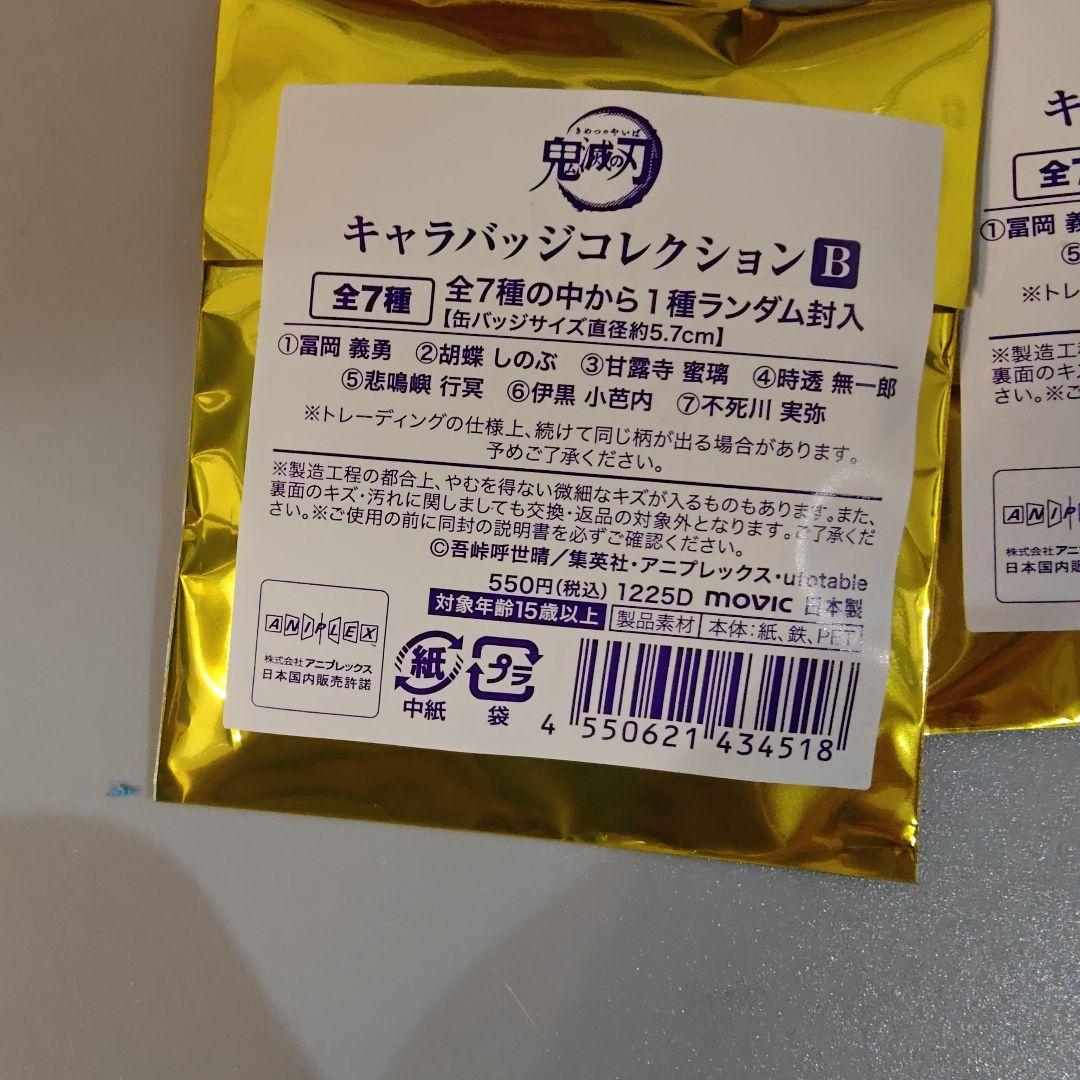 きめつのやいば
鬼滅の刃
キャラバッジコレクション B
全7種 全7種の中から1種ランダム封入
【缶バッジサイズ直径約5.7cm】
①冨岡 義勇 ②胡蝶 しのぶ ③甘露寺 蜜璃 ④時透 無一郎
⑤悲鳴嶼 行冥 ⑥伊黒 小芭内 ⑦不死川 実弥
※トレーディングの仕様上、続けて同じ柄が出る場合があります。
予めご了承ください。
※製造工程の都合上、やむを得ない微細なキズが入るものもあります。また、
裏面のキズ・汚れに関しましても交換・返品の対象外となります。ご了承くだ
さい。※ご使用の前に同封の説明書を必ずご確認ください。
©吾峠呼世晴／集英社・アニプレックス・ufotable
550円(税込) 1225D movic 日本製
対象年齢15歳以上 製品素材 本体:紙、鉄、PET
ANIPLEX
株式会社アニプレックス
日本国内販売許諾
紙
中紙
プラ
袋
4 550621 434518
キ
全7
①冨岡 義
⑤
※トレ
※製造工程
裏面のキズ
さい。※ご
ANIPLE
株式会社アニ
日本国内販